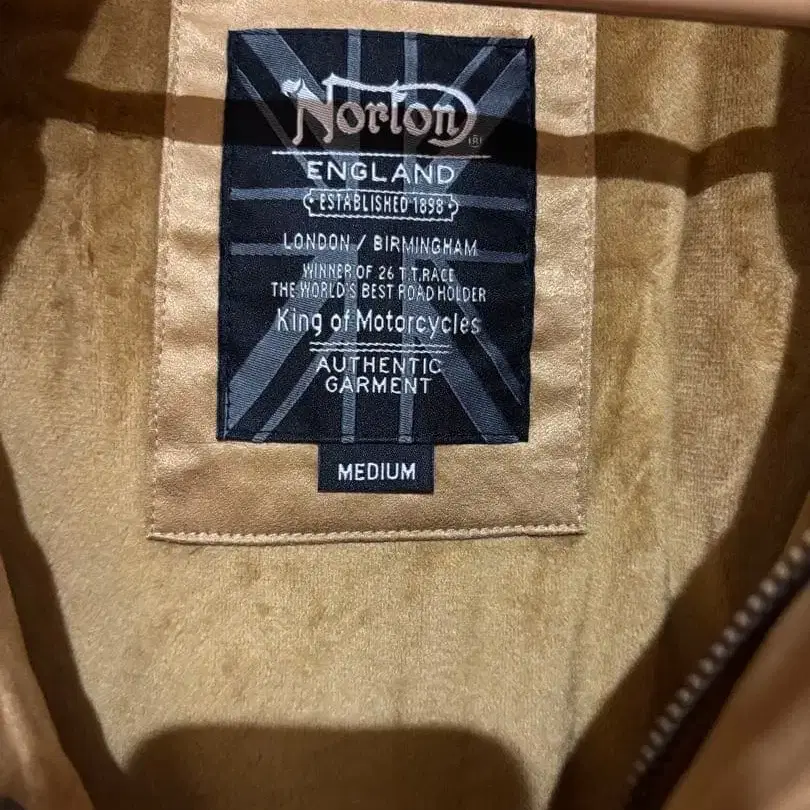 Norton
(R)
ENGLAND
ESTABLISHED 1898
LONDON / BIRMINGHAM
WINNER OF 26 T.T.RACE
THE WORLD'S BEST ROAD HOLDER
King of Motorcycles
AUTHENTIC
GARMENT
MEDIUM